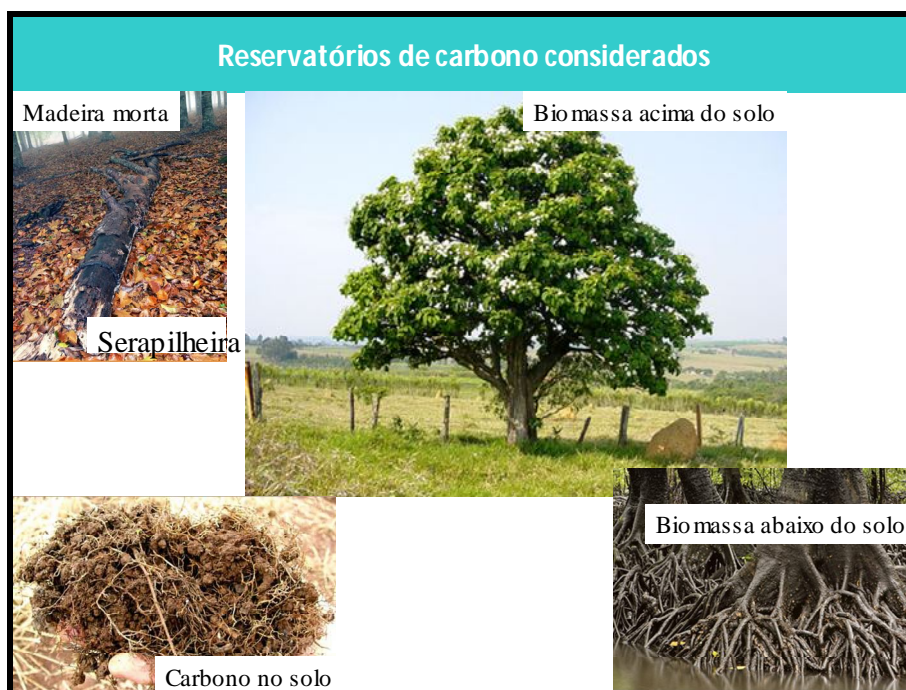 Reservatórios de carbono considerados
Madeira morta
Biomassa acima do solo
Serapilheira
Biomassa abaixo do solo
Carbono no solo